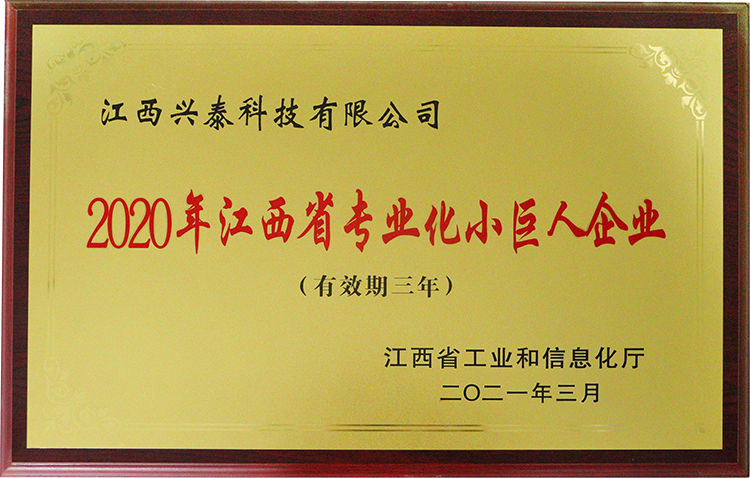 江西兴泰科技有限公司
2020年江西省专业化小巨人企业
（有效期三年）
江西省工业和信息化厅
二〇二一年三月